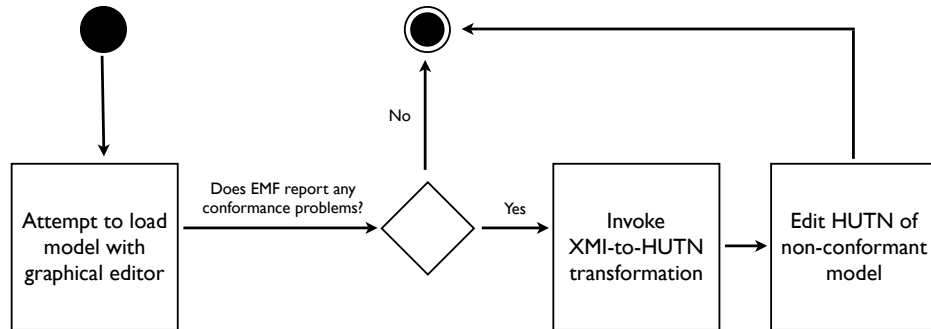 Attempt to load
model with
graphical editor
Does EMF report any
conformance problems?
No
Yes
Invoke
XMI-to-HUTN
transformation
Edit HUTN of
non-conformant
model